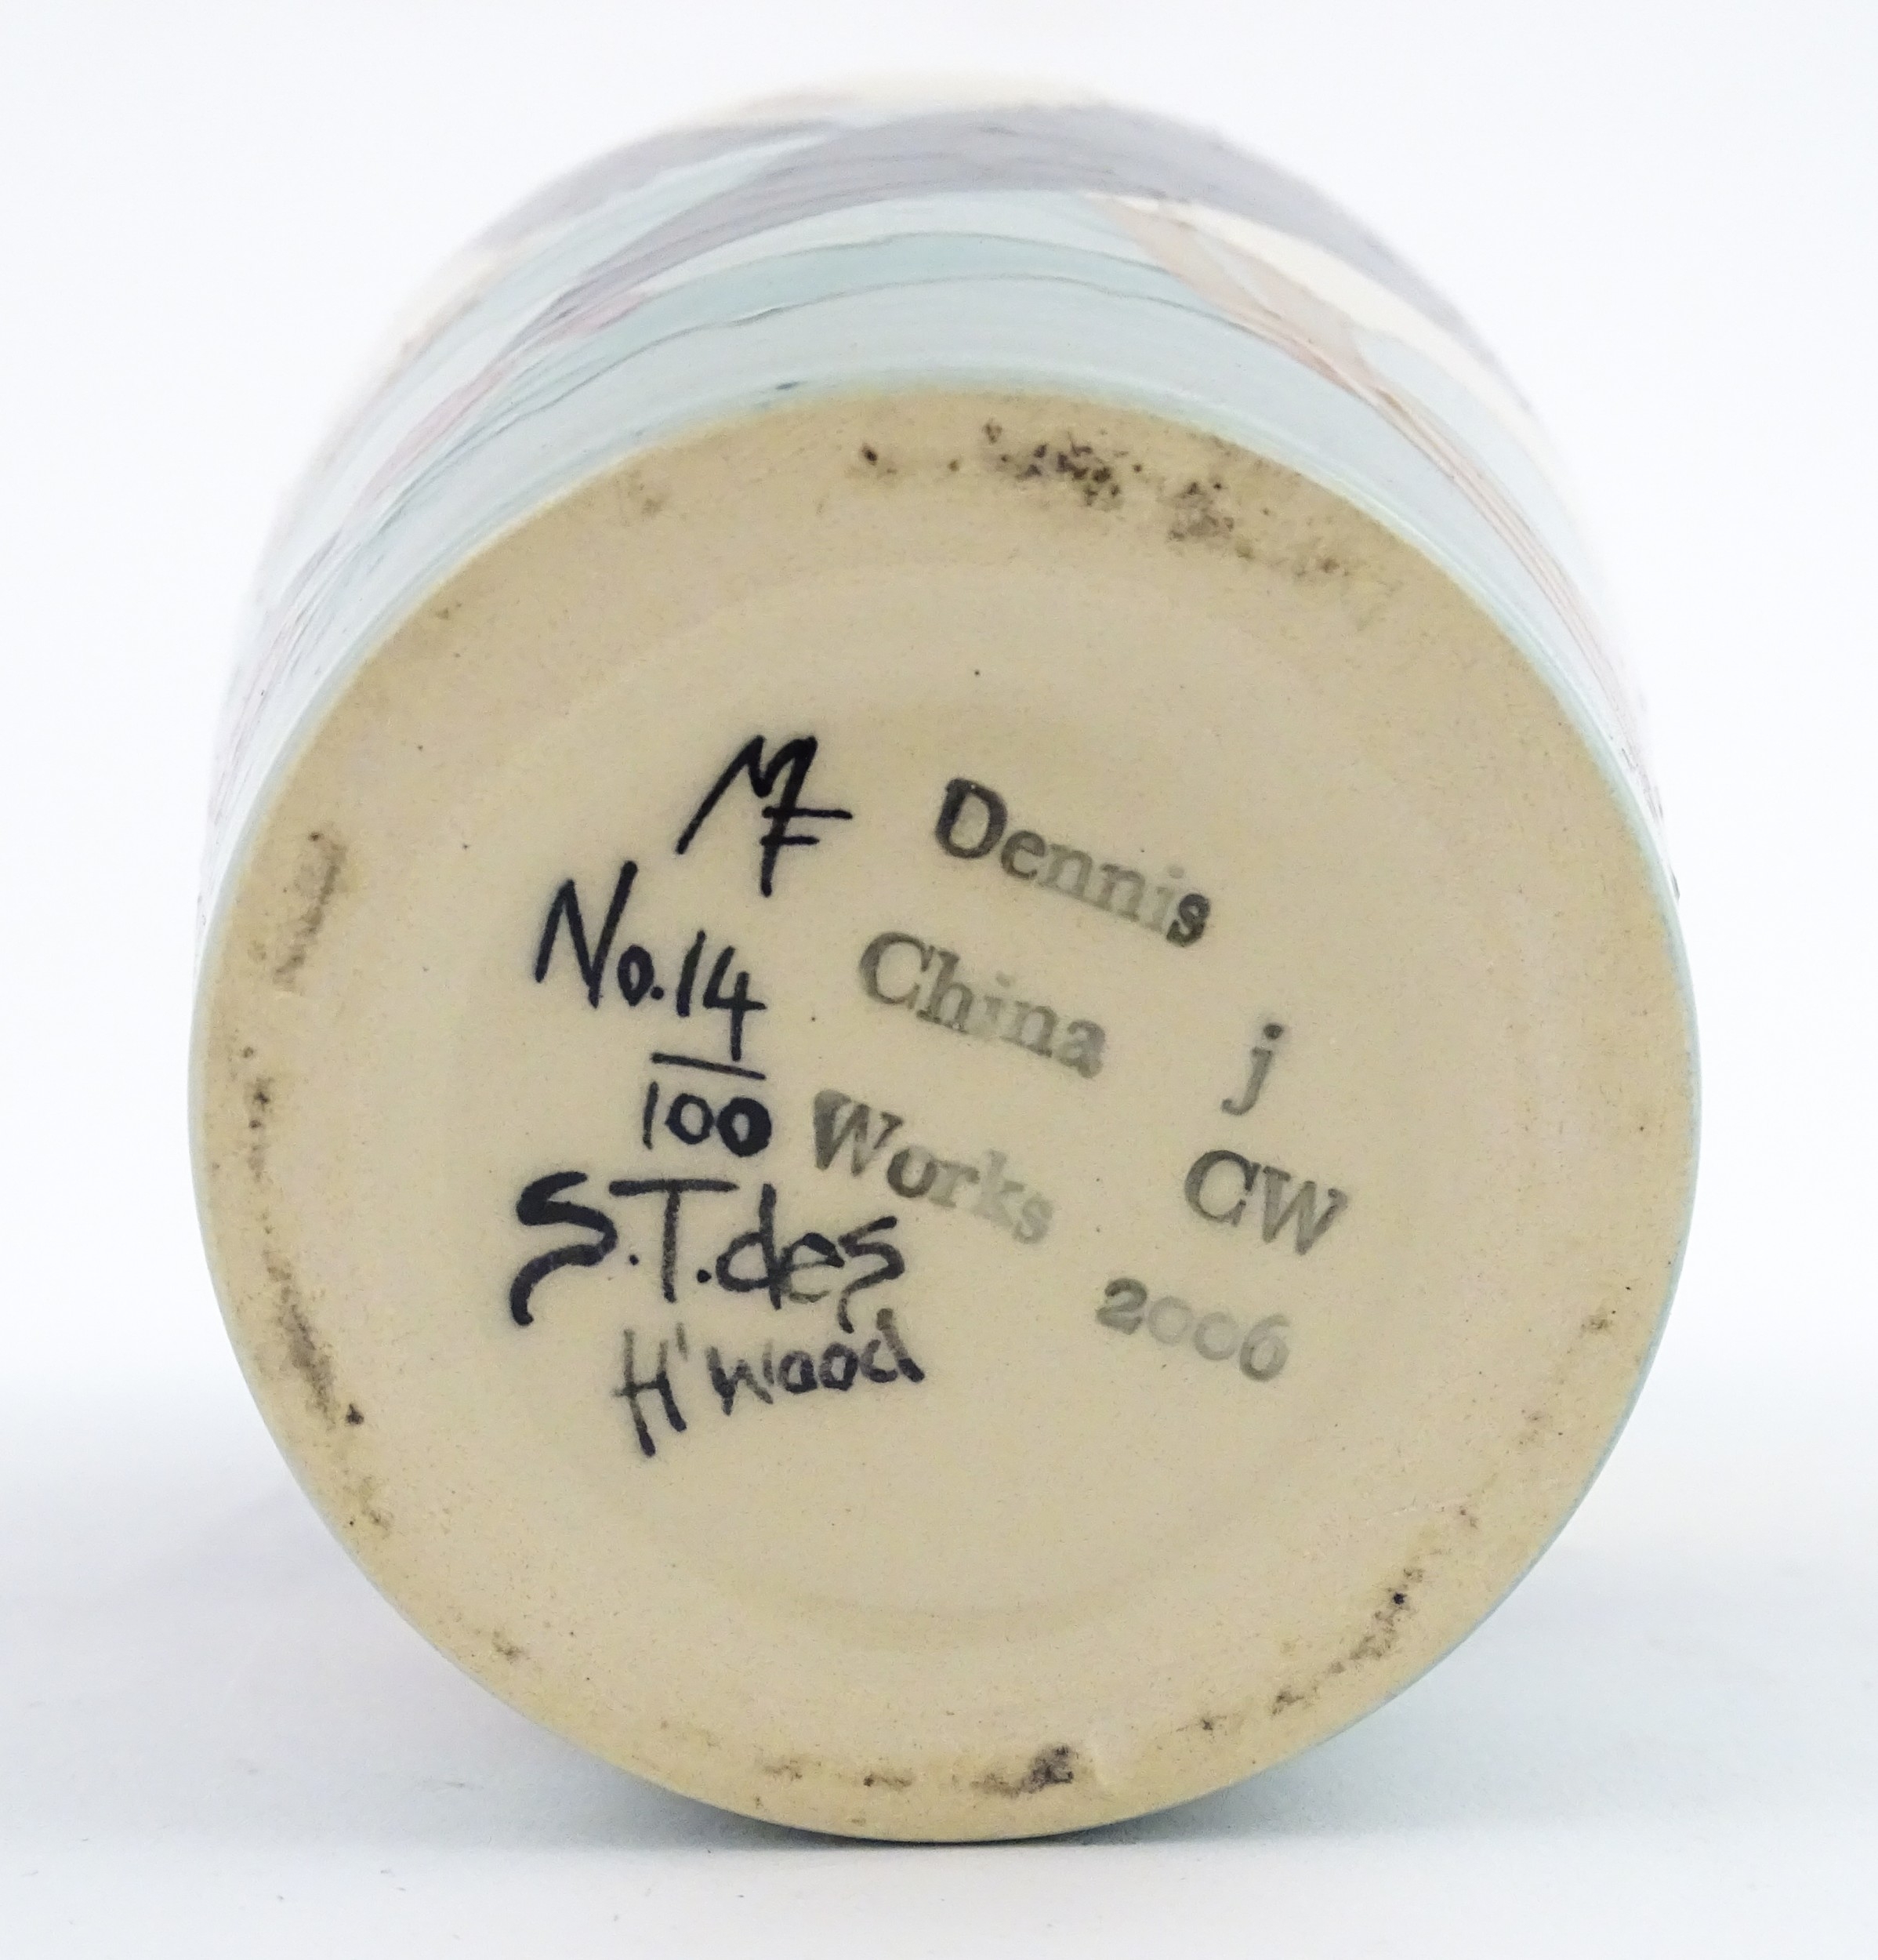 MF
No. 14
100
S.T.des
H'wood
Dennis
China
Works
j
CW
2006